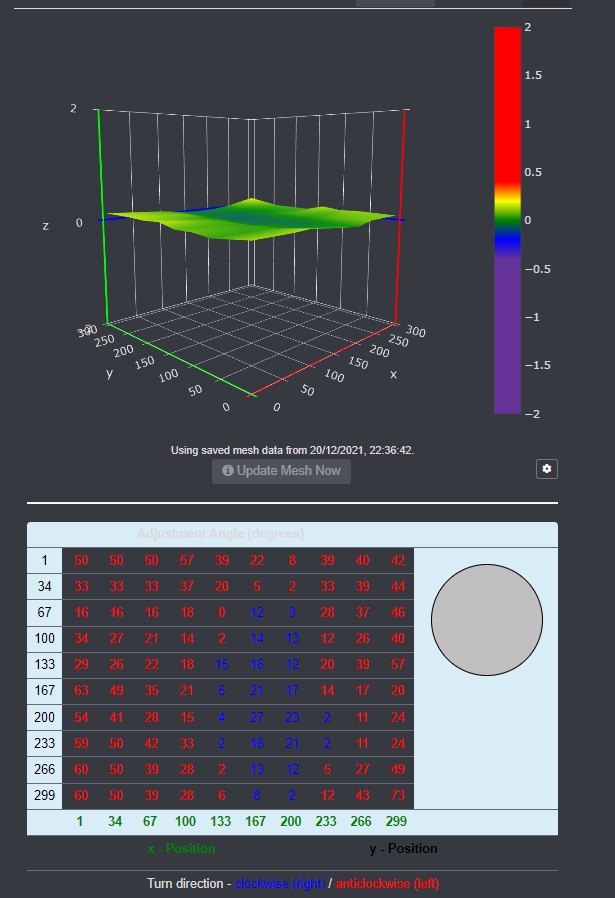 2
1.5
1
0.5
0
−0.5
−1
−1.5
−2
2
z 0
300 250 200 150 100 50 0
y
0 50 100 150 200 250 300
x
Using saved mesh data from 20/12/2021, 22:36:42.
Update Mesh Now
Adjustment Angle (degrees)
1 50 50 50 57 39 22 8 39 40 42
34 33 33 33 37 20 5 2 33 39 44
67 16 16 16 18 0 12 3 28 37 46
100 34 27 21 14 2 14 13 12 26 40
133 29 26 22 18 15 16 12 20 39 57
167 63 49 35 21 5 21 17 14 17 20
200 54 41 28 15 4 27 23 2 11 24
233 59 50 42 33 2 18 21 2 11 24
266 60 50 39 28 2 13 12 5 27 49
299 60 50 39 28 6 8 2 12 43 73
1 34 67 100 133 167 200 233 266 299
x - Position y - Position
Turn direction - clockwise (right) / anticlockwise (left)